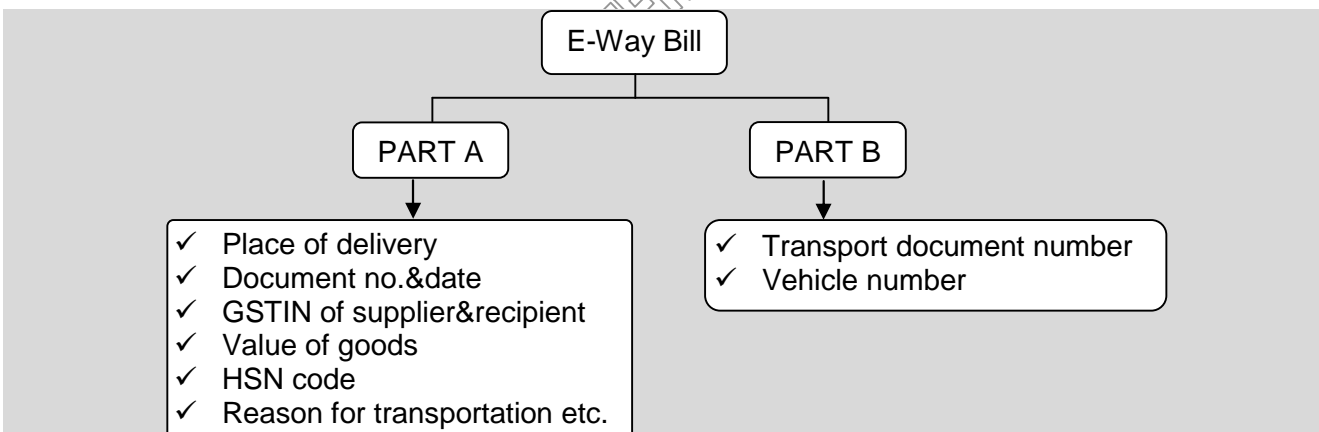 E-Way Bill
PART A
PART B
✓ Place of delivery
✓ Document no.&date
✓ GSTIN of supplier&recipient
✓ Value of goods
✓ HSN code
✓ Reason for transportation etc.
✓ Transport document number
✓ Vehicle number